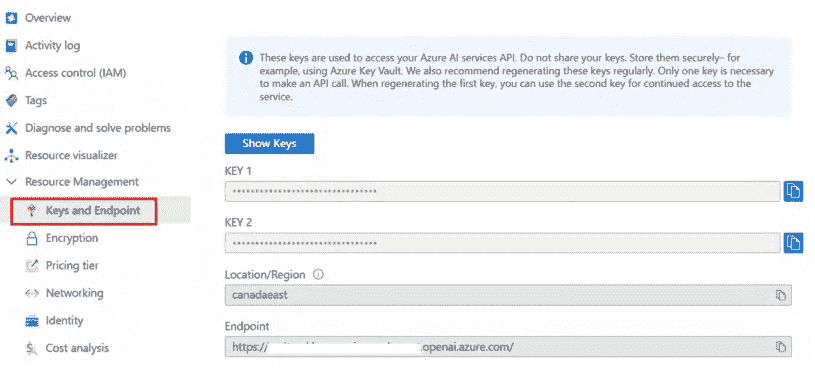 Overview
Activity log
Access control (IAM)
Tags
Diagnose and solve problems
Resource visualizer
Resource Management
Keys and Endpoint
Encryption
Pricing tier
Networking
Identity
Cost analysis
These keys are used to access your Azure AI services API. Do not share your keys. Store them securely– for
example, using Azure Key Vault. We also recommend regenerating these keys regularly. Only one key is necessary
to make an API call. When regenerating the first key, you can use the second key for continued access to the
service.
Show Keys
KEY 1
••••••••••••••••••••••••••••••••
KEY 2
••••••••••••••••••••••••••••••••
Location/Region
canadaeast
Endpoint
https:// .openai.azure.com/